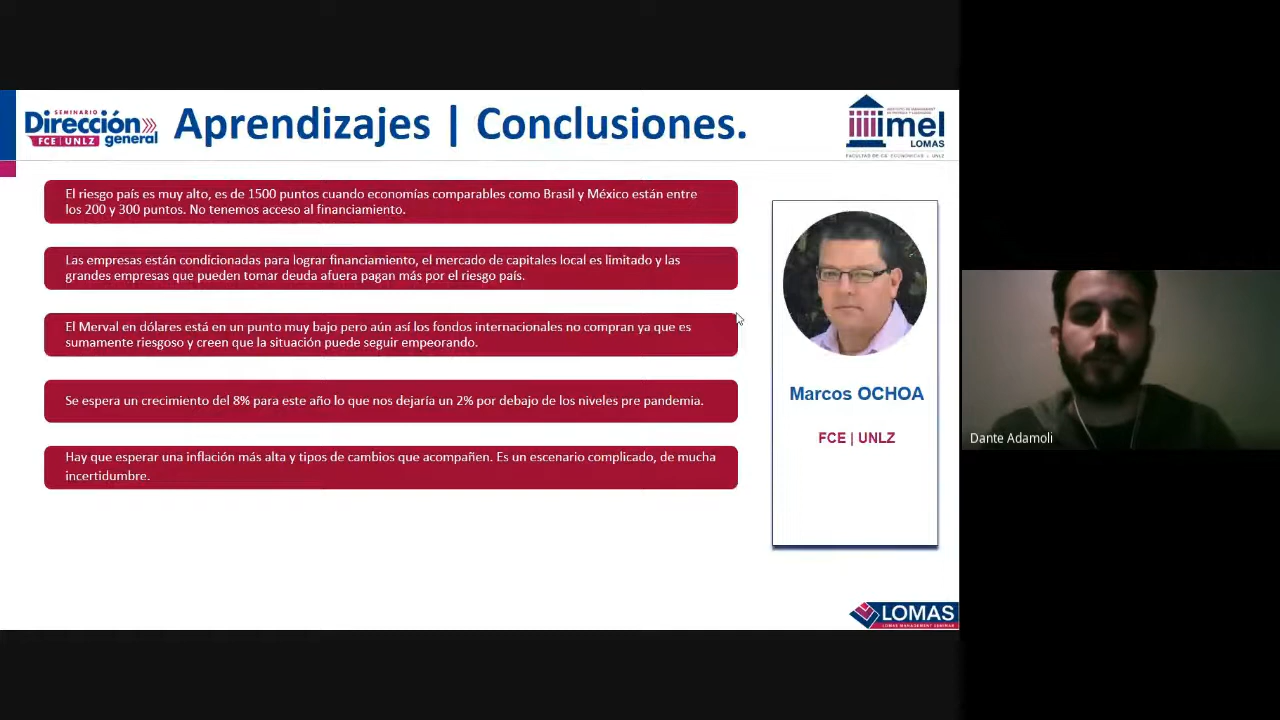 SEMINARIO
Dirección
general
FCE | UNLZ
Aprendizajes | Conclusiones.
imel
LOMAS
El riesgo país es muy alto, es de 1500 puntos cuando economías comparables como Brasil y México están entre
los 200 y 300 puntos. No tenemos acceso al financiamiento.
Las empresas están condicionadas para lograr financiamiento, el mercado de capitales local es limitado y las
grandes empresas que pueden tomar deuda afuera pagan más por el riesgo país.
El Merval en dólares está en un punto muy bajo pero aún así los fondos internacionales no compran ya que es
sumamente riesgoso y creen que la situación puede seguir empeorando.
Se espera un crecimiento del 8% para este año lo que nos dejaría un 2% por debajo de los niveles pre pandemia.
Hay que esperar una inflación más alta y tipos de cambios que acompañen. Es un escenario complicado, de mucha
incertidumbre.
Marcos OCHOA
FCE | UNLZ
Dante Adamoli
LOMAS
LOMAS MANAGEMENT SEMINAR